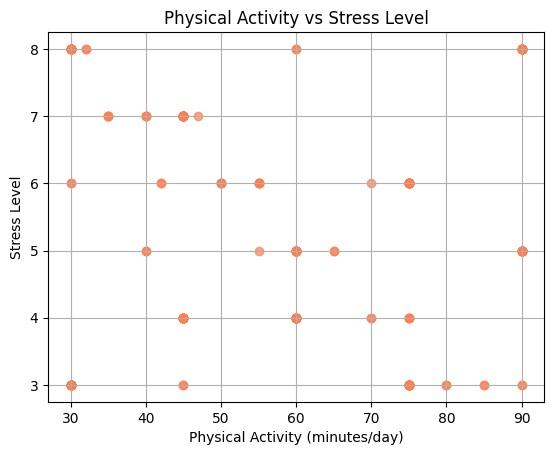 Physical Activity vs Stress Level
8
7
6
5
4
3
Stress Level
30 40 50 60 70 80 90
Physical Activity (minutes/day)